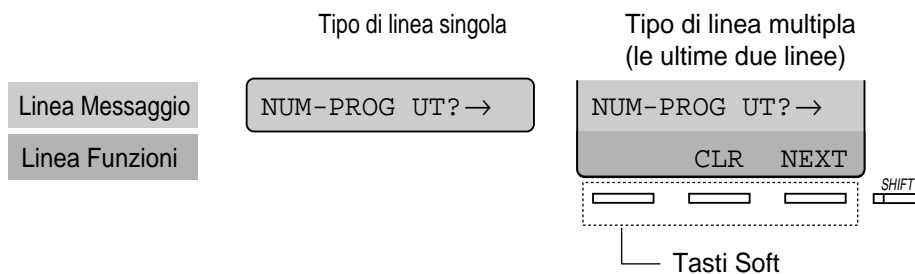 Tipo di linea singola
Tipo di linea multipla
(le ultime due linee)
Linea Messaggio
NUM-PROG UT?→
NUM-PROG UT?→
Linea Funzioni
CLR NEXT
SHIFT
Tasti Soft